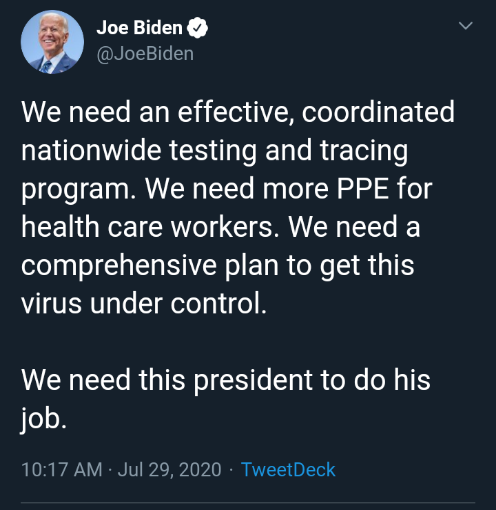 Joe Biden
@JoeBiden
We need an effective, coordinated
nationwide testing and tracing
program. We need more PPE for
health care workers. We need a
comprehensive plan to get this
virus under control.
We need this president to do his
job.
10:17 AM · Jul 29, 2020 · TweetDeck